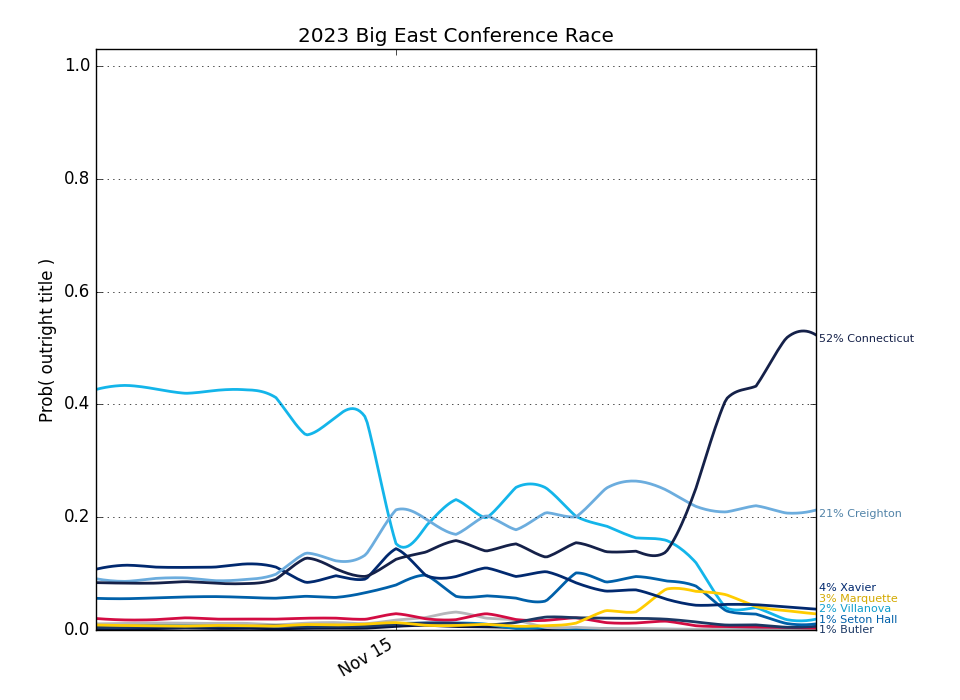 2023 Big East Conference Race
1.0
0.8
0.6
0.4
0.2
0.0
Prob( outright title )
Nov 15
52% Connecticut
21% Creighton
4% Xavier
3% Marquette
2% Villanova
1% Seton Hall
1% Butler